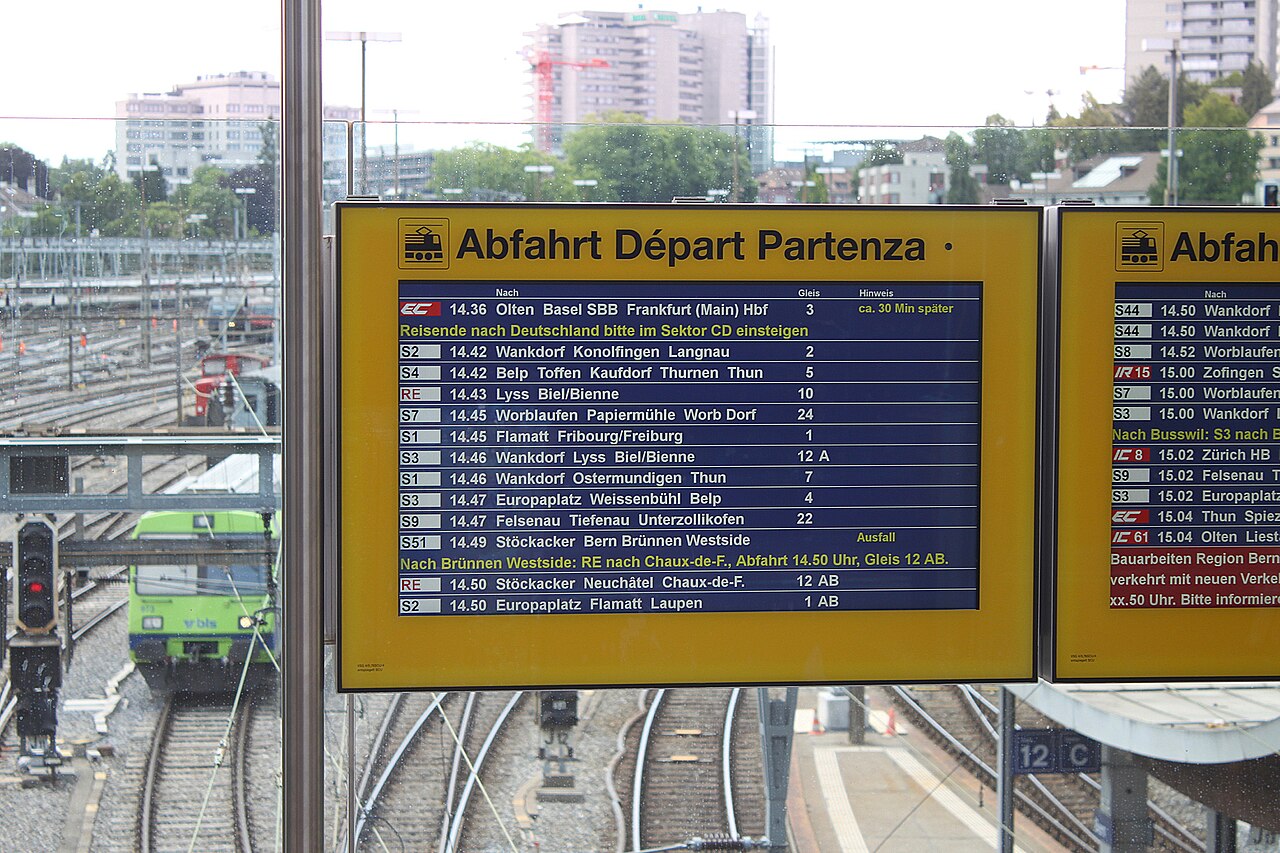 Abfahrt Départ Partenza
Nach Gleis Hinweis
EC 14.36 Olten Basel SBB Frankfurt (Main) Hbf 3 ca. 30 Min später
Reisende nach Deutschland bitte im Sektor CD einsteigen
S2 14.42 Wankdorf Konolfingen Langnau 2
S4 14.42 Belp Toffen Kaufdorf Thurnen Thun 5
RE 14.43 Lyss Biel/Bienne 10
S7 14.45 Worblaufen Papiermühle Worb Dorf 24
S1 14.45 Flamatt Fribourg/Freiburg 1
S3 14.46 Wankdorf Lyss Biel/Bienne 12 A
S1 14.46 Wankdorf Ostermundigen Thun 7
S3 14.47 Europaplatz Weissenbühl Belp 4
S9 14.47 Felsenau Tiefenau Unterzollikofen 22
S51 14.49 Stöckacker Bern Brünnen Westside Ausfall
Nach Brünnen Westside: RE nach Chaux-de-F., Abfahrt 14.50 Uhr, Gleis 12 AB.
RE 14.50 Stöckacker Neuchâtel Chaux-de-F. 12 AB
S2 14.50 Europaplatz Flamatt Laupen 1 AB
Abfah
Nach
S44 14.50 Wankdorf
S44 14.50 Wankdorf
S8 14.52 Worblaufen
IR 15 15.00 Zofingen S
S7 15.00 Worblaufen
S3 15.00 Wankdorf
Nach Busswil: S3 nach B
IC 8 15.02 Zürich HB
S9 15.02 Felsenau T
S3 15.02 Europaplatz
EC 15.04 Thun Spiez
IC 61 15.04 Olten Liest
Bauarbeiten Region Bern
verkehrt mit neuen Verke
xx.50 Uhr. Bitte informiere
bls
12 C